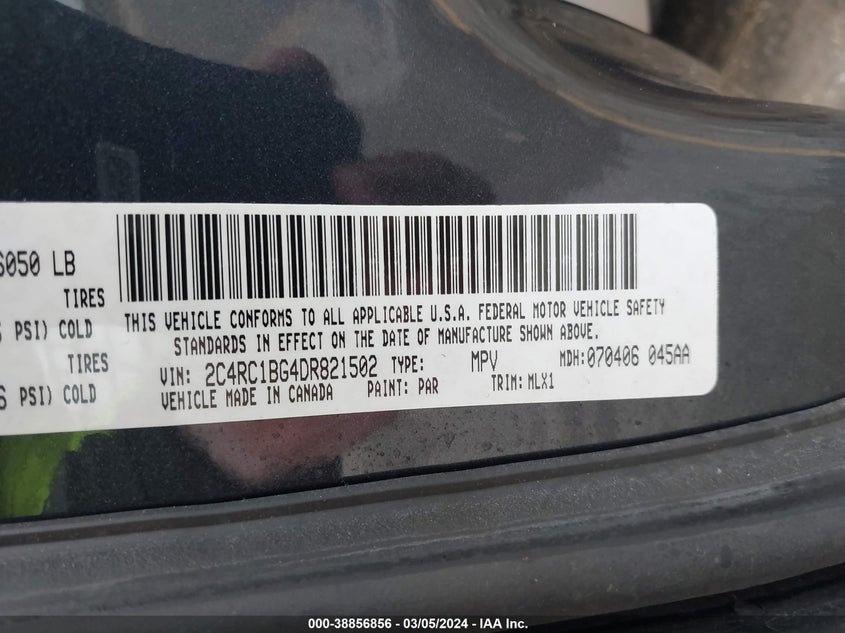 6050 LB
TIRES
PSI) COLD
TIRES
PSI) COLD
THIS VEHICLE CONFORMS TO ALL APPLICABLE U.S.A. FEDERAL MOTOR VEHICLE SAFETY
STANDARDS IN EFFECT ON THE DATE OF MANUFACTURE SHOWN ABOVE.
VIN: 2C4RC1BG4DR821502 TYPE: MPV MDH:070406 045AA
VEHICLE MADE IN CANADA PAINT: PAR TRIM: MLX1
000-38856856 - 03/05/2024 - IAA Inc.